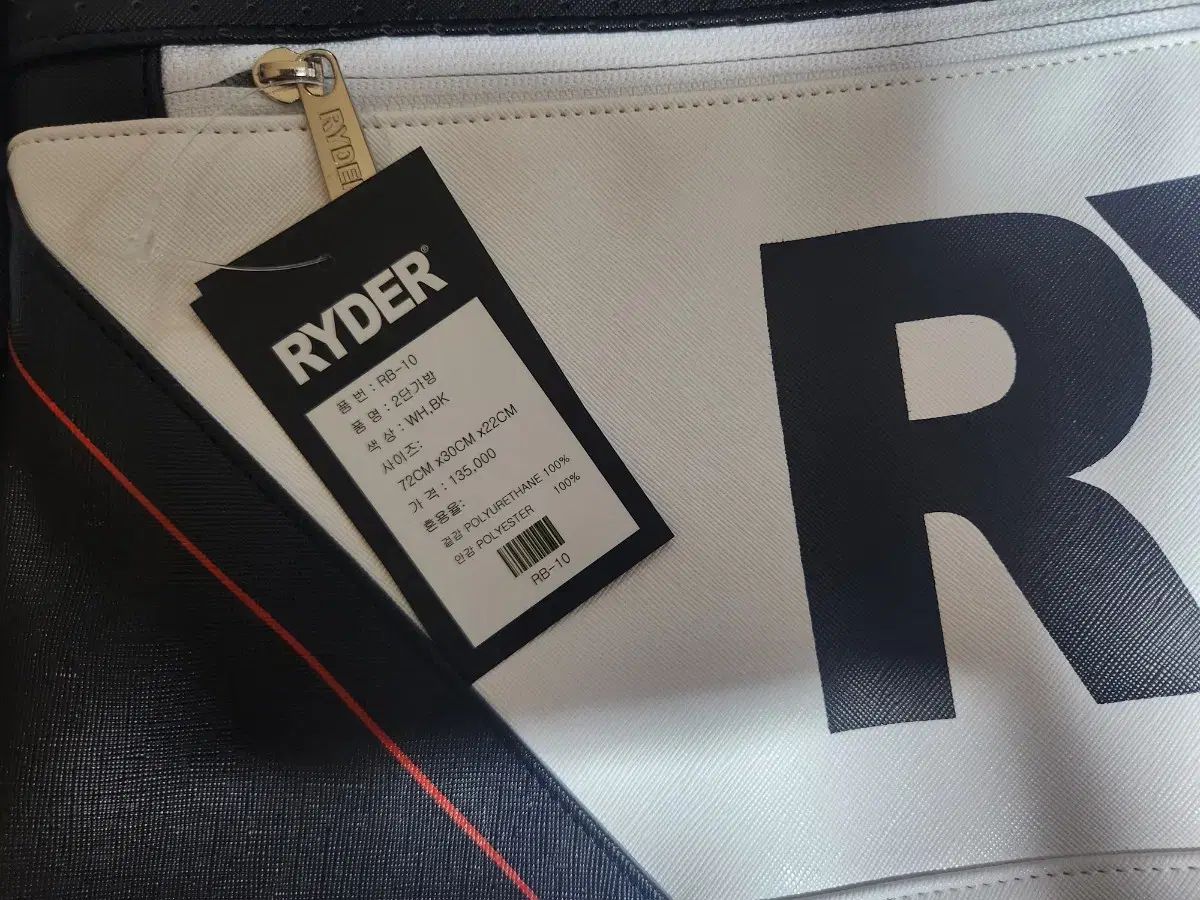 RYDER
RYDER®
품 번 : RB-10
품 명 : 2단가방
색 상 : WH,BK
사이즈:
72CM x30CM x22CM
가 격 : 135,000
혼용율:
겉감 POLYURETHANE 100%
안감 POLYESTER 100%
RB-10
RY